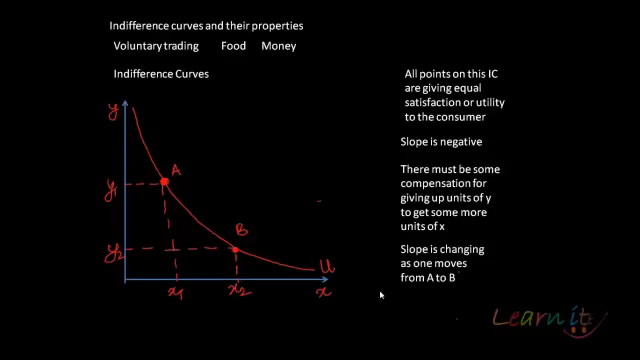 Indifference curves and their properties
Voluntary trading Food Money
Indifference Curves
y
A
y1
B
y2
U
x1 x2 x
All points on this IC
are giving equal
satisfaction or utility
to the consumer
Slope is negative
There must be some
compensation for
giving up units of y
to get some more
units of x
Slope is changing
as one moves
from A to B
Learnit